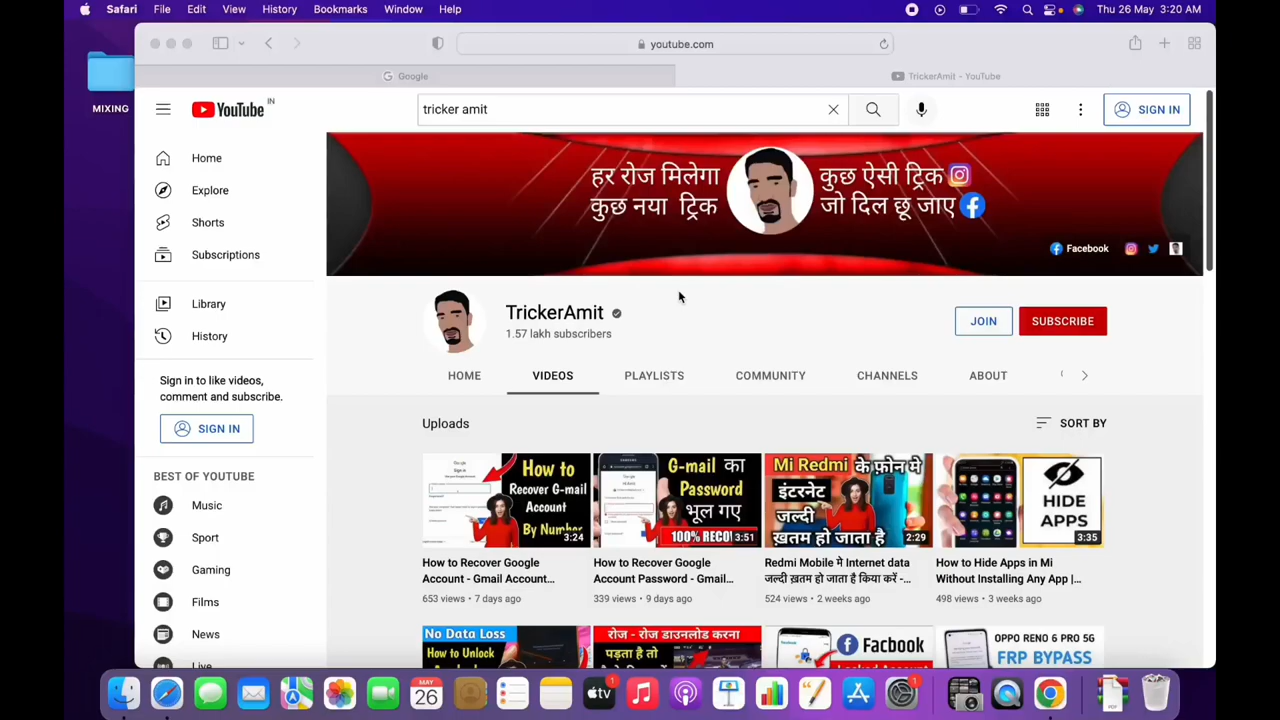 Safari File Edit View History Bookmarks Window Help Thu 26 May 3:20 AM
MIXING
youtube.com
Google
TrickerAmit - YouTube
YouTube IN
tricker amit
SIGN IN
Home
Explore
Shorts
Subscriptions
Library
History
Sign in to like videos,
comment and subscribe.
SIGN IN
BEST OF YOUTUBE
Music
Sport
Gaming
Films
News
Live
हर रोज मिलेगा
कुछ नया ट्रिक
कुछ ऐसी ट्रिक
जो दिल छू जाए
Facebook
TrickerAmit
1.57 lakh subscribers
JOIN
SUBSCRIBE
HOME VIDEOS PLAYLISTS COMMUNITY CHANNELS ABOUT
Uploads
SORT BY
How to
Recover G-mail
Account
By Number
3:24
How to Recover Google
Account - Gmail Account...
653 views • 7 days ago
G-mail का
Password
भूल गए
100% RECO
3:51
How to Recover Google
Account Password - Gmail...
339 views • 9 days ago
Mi Redmi के फ़ोन मे
इंटरनेट
जल्दी
ख़तम हो जाता है
2:29
Redmi Mobile मे Internet data
जल्दी ख़तम हो जाता है किया करें -...
524 views • 2 weeks ago
HIDE
APPS
3:35
How to Hide Apps in Mi
Without Installing Any App |...
498 views • 3 weeks ago
No Data Loss
How to Unlock
रोज - रोज डाउनलोड करना
पड़ता है तो
Facbook
OPPO RENO 6 PRO 5G
FRP BYPASS
MAY
26
tv
1
1
PDF